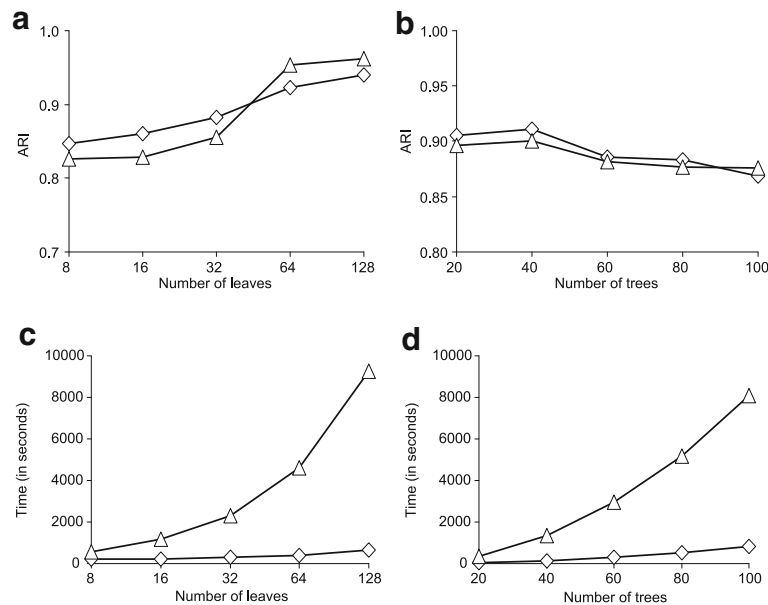 a
1.0
0.9
0.8
0.7
ARI
8 16 32 64 128
Number of leaves
b
1.00
0.95
0.90
0.85
0.80
ARI
20 40 60 80 100
Number of trees
c
10000
8000
6000
4000
2000
0
Time (in seconds)
8 16 32 64 128
Number of leaves
d
10000
8000
6000
4000
2000
0
Time (in seconds)
20 40 60 80 100
Number of trees